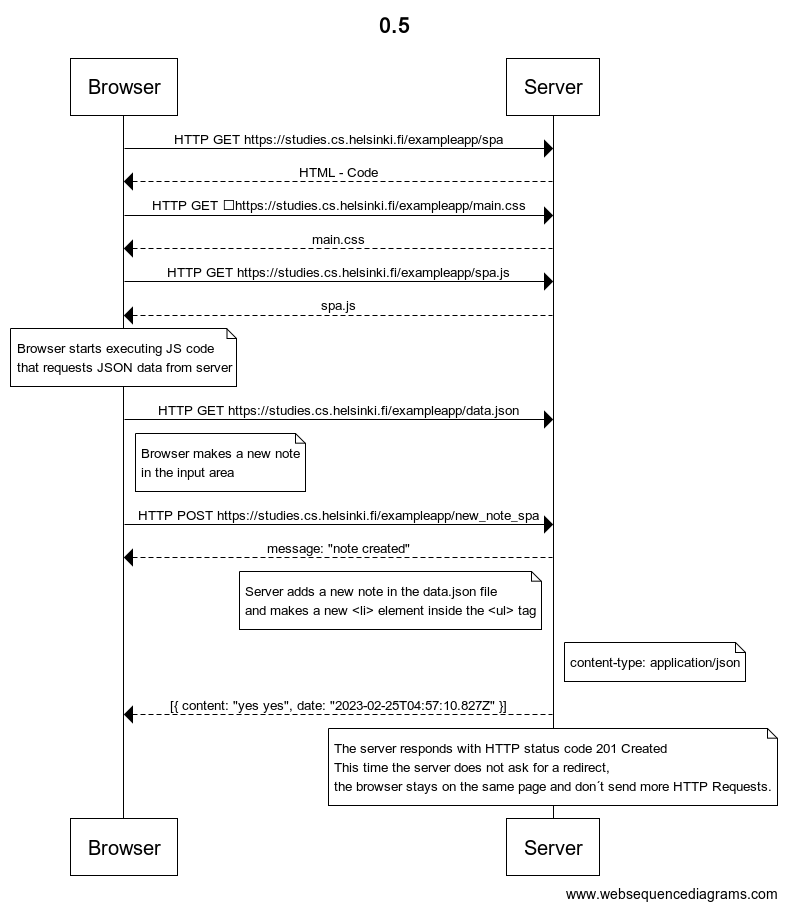 0.5
Browser
Server
HTTP GET https://studies.cs.helsinki.fi/exampleapp/spa
HTML - Code
HTTP GET □https://studies.cs.helsinki.fi/exampleapp/main.css
main.css
HTTP GET https://studies.cs.helsinki.fi/exampleapp/spa.js
spa.js
Browser starts executing JS code
that requests JSON data from server
HTTP GET https://studies.cs.helsinki.fi/exampleapp/data.json
Browser makes a new note
in the input area
HTTP POST https://studies.cs.helsinki.fi/exampleapp/new_note_spa
message: "note created"
Server adds a new note in the data.json file
and makes a new <li> element inside the <ul> tag
content-type: application/json
[{ content: "yes yes", date: "2023-02-25T04:57:10.827Z" }]
The server responds with HTTP status code 201 Created
This time the server does not ask for a redirect,
the browser stays on the same page and don´t send more HTTP Requests.
Browser
Server
www.websequencediagrams.com